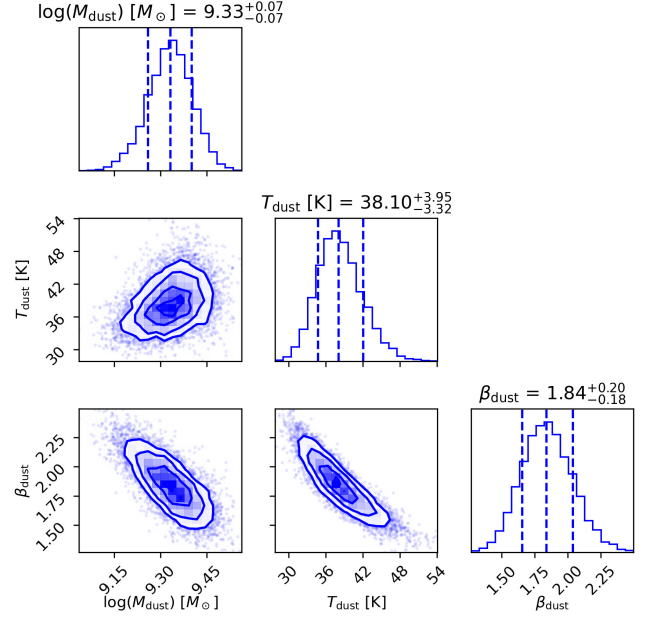 log(M_dust) [M_⊙] = 9.33^{+0.07}_{-0.07}
T_dust [K] = 38.10^{+3.95}_{-3.32}
54
48
42
36
30
T_dust [K]
β_dust = 1.84^{+0.20}_{-0.18}
2.25
2.00
1.75
1.50
β_dust
9.15 9.30 9.45
30 36 42 48 54
1.50 1.75 2.00 2.25
log(M_dust) [M_⊙]
T_dust [K]
β_dust